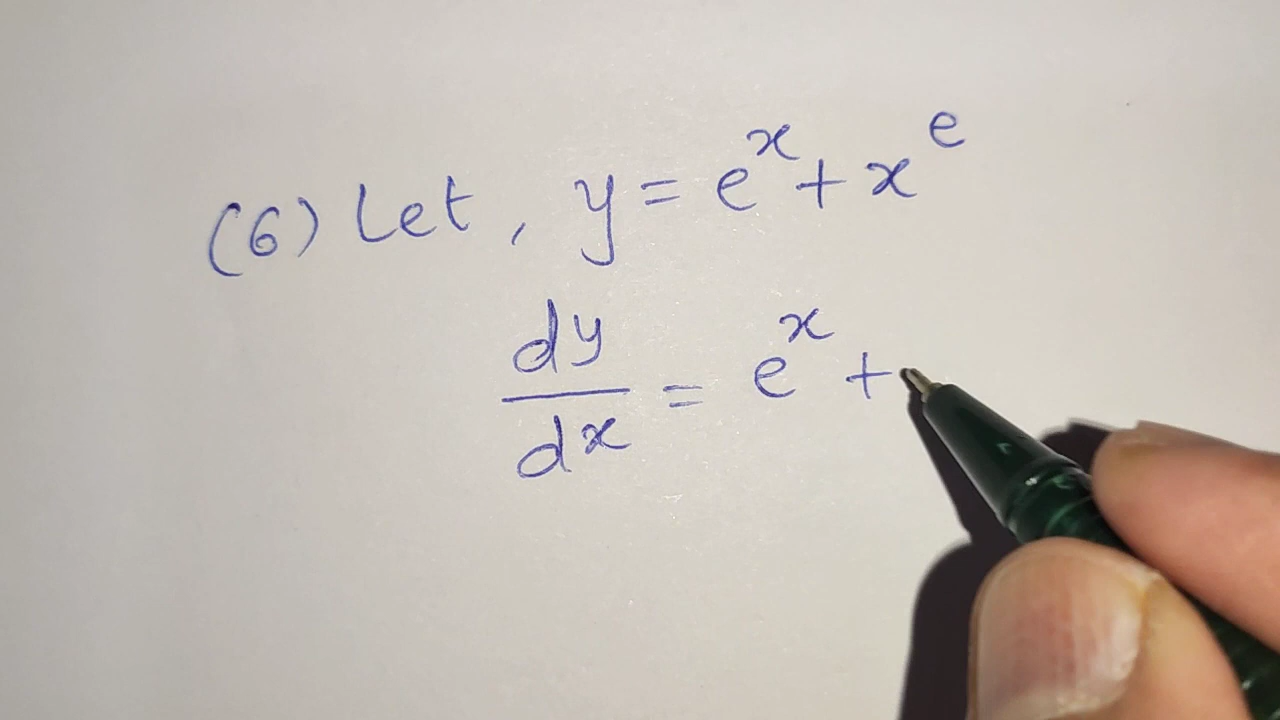 (6) Let, y = e^x + x^e
dy/dx = e^x +